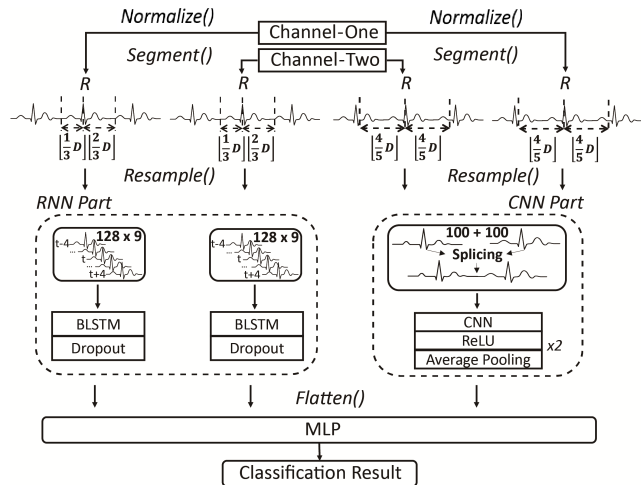 Normalize()
Channel-One
Normalize()
Segment()
Channel-Two
Segment()
R
R
R
R
⌊1/3 D⌋ ⌊2/3 D⌋
⌊1/3 D⌋ ⌊2/3 D⌋
⌊4/5 D⌋ ⌊4/5 D⌋
⌊4/5 D⌋ ⌊4/5 D⌋
Resample()
Resample()
RNN Part
CNN Part
128 x 9
t-4
...
t
...
t+4
128 x 9
t-4
...
t
...
t+4
100 + 100
Splicing
BLSTM
Dropout
BLSTM
Dropout
CNN
ReLU
Average Pooling
x2
Flatten()
MLP
Classification Result